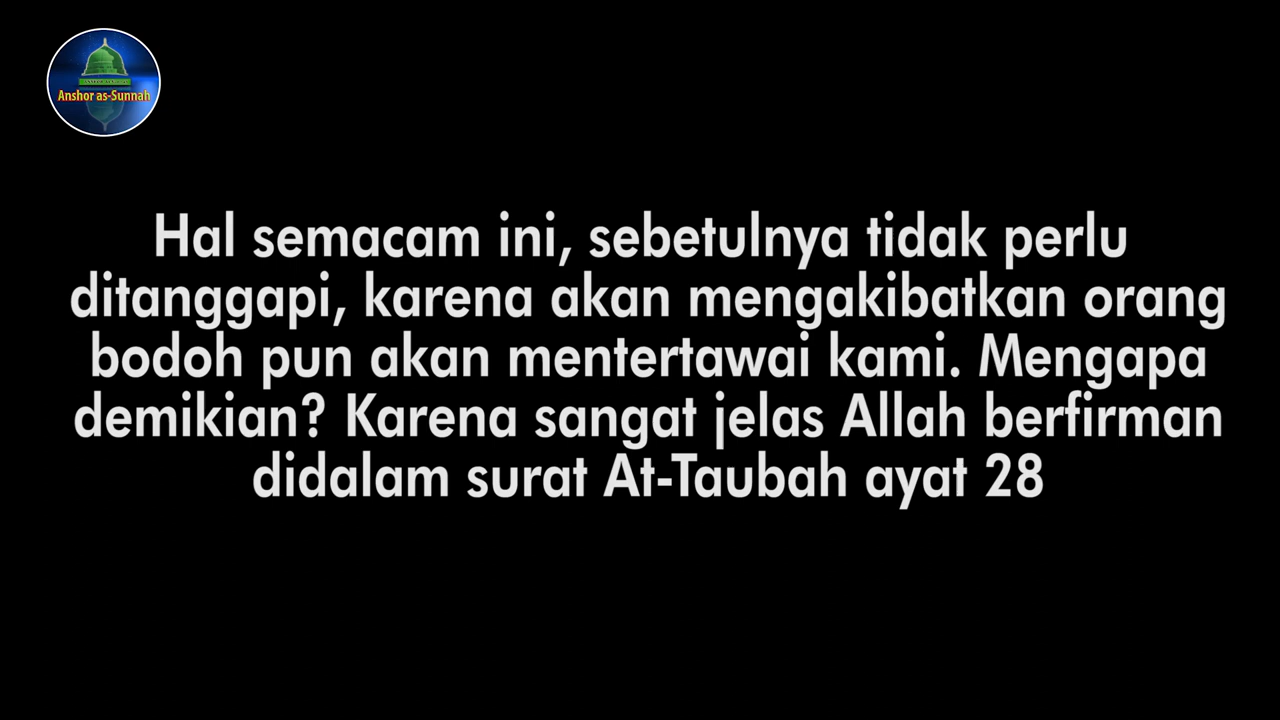 Anshor as-Sunnah
Hal semacam ini, sebetulnya tidak perlu
ditanggapi, karena akan mengakibatkan orang
bodoh pun akan mentertawai kami. Mengapa
demikian? Karena sangat jelas Allah berfirman
didalam surat At-Taubah ayat 28